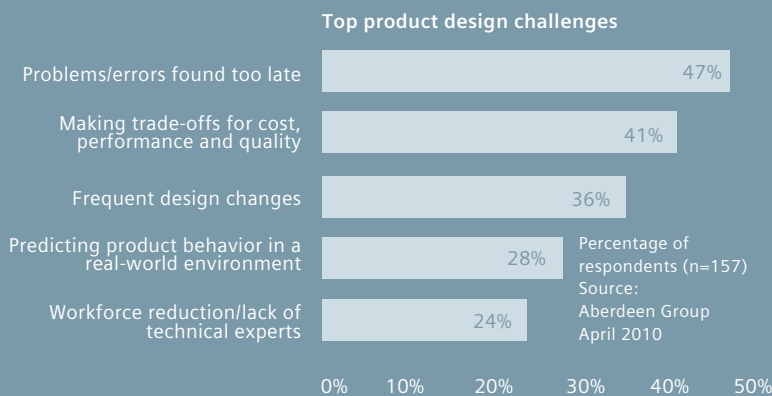 Top product design challenges
Problems/errors found too late
47%
Making trade-offs for cost,
performance and quality
41%
Frequent design changes
36%
Predicting product behavior in a
real-world environment
28%
Workforce reduction/lack of
technical experts
24%
Percentage of
respondents (n=157)
Source:
Aberdeen Group
April 2010
0% 10% 20% 30% 40% 50%